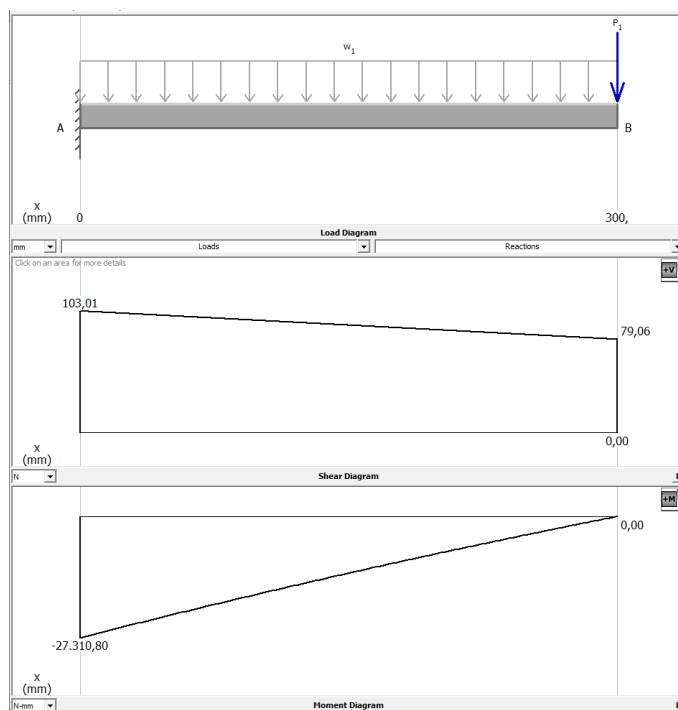 P1
w1
A
B
x
(mm)
0
300,
Load Diagram
mm
Loads
Reactions
Click on an area for more details
+V
103,01
79,06
0,00
x
(mm)
N
Shear Diagram
+M
0,00
-27.310,80
x
(mm)
N-mm
Moment Diagram